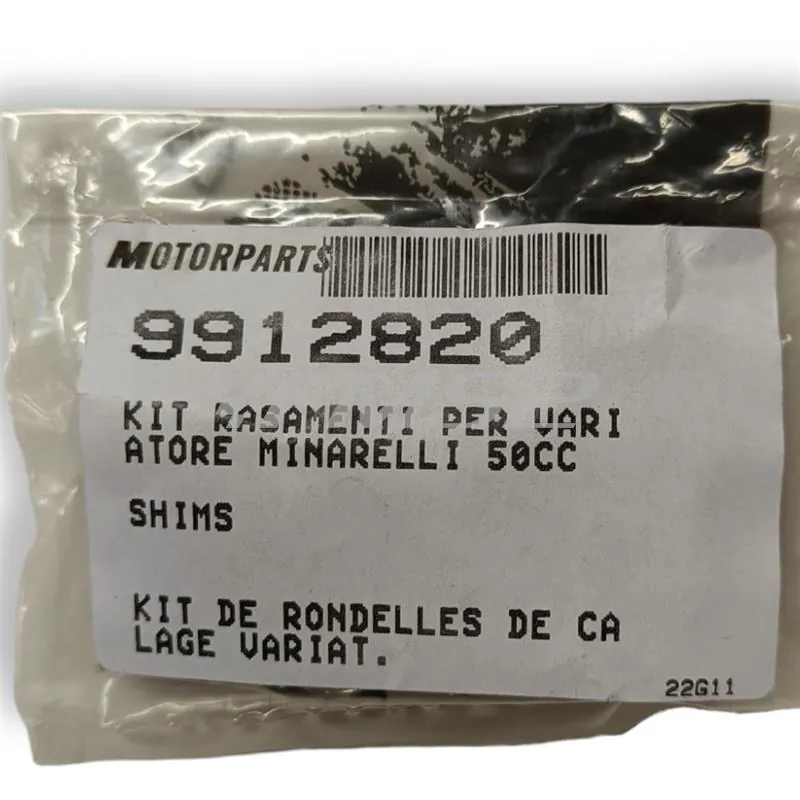 MOTORPARTS
9912820
KIT RASAMENTI PER VARI
ATORE MINARELLI 50CC
SHIMS
KIT DE RONDELLES DE CA
LAGE VARIAT.
22G11